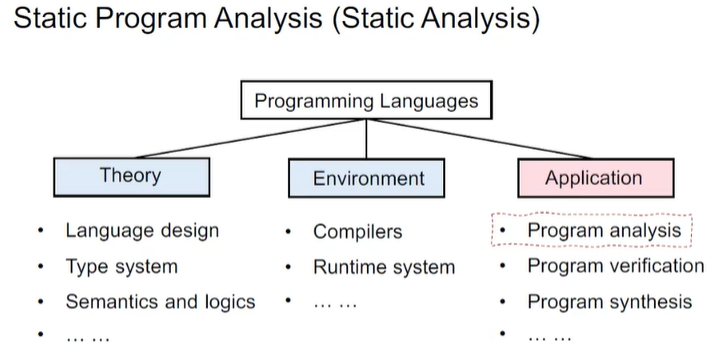 Static Program Analysis (Static Analysis)
Programming Languages
Theory
• Language design
• Type system
• Semantics and logics
• … …
Environment
• Compilers
• Runtime system
• … …
Application
• Program analysis
• Program verification
• Program synthesis
• … …